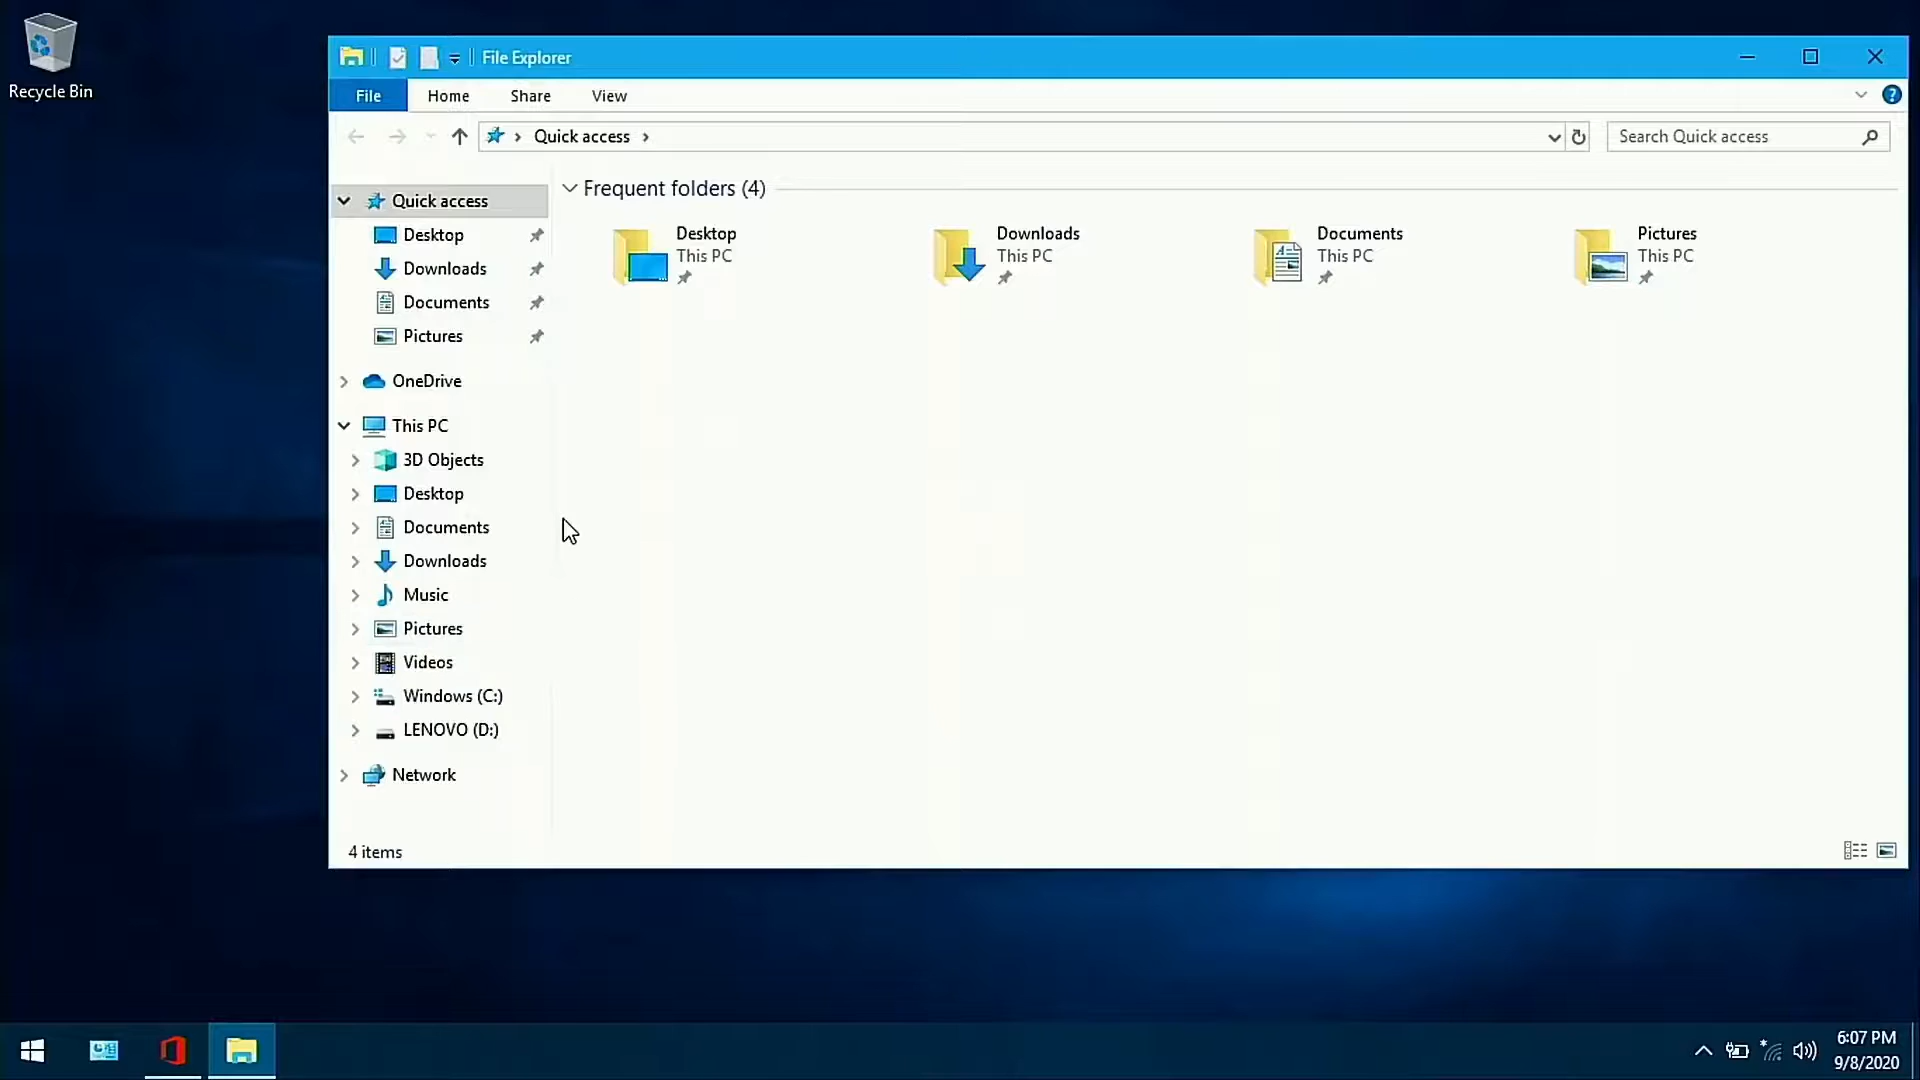 Recycle Bin
File Explorer
File Home Share View
Quick access
Search Quick access
Quick access
Desktop
Downloads
Documents
Pictures
OneDrive
This PC
3D Objects
Desktop
Documents
Downloads
Music
Pictures
Videos
Windows (C:)
LENOVO (D:)
Network
Frequent folders (4)
Desktop
This PC
Downloads
This PC
Documents
This PC
Pictures
This PC
4 items
6:07 PM
9/8/2020